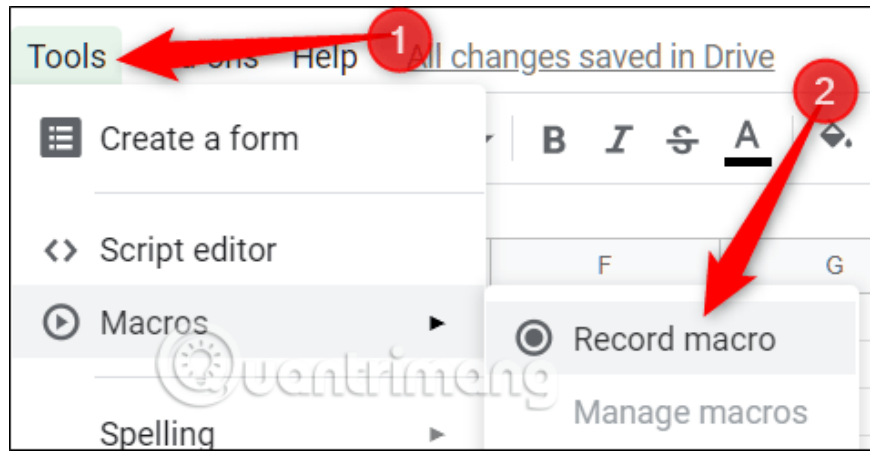 Tools Help All changes saved in Drive
1
2
Create a form
B I S A
Script editor
F G
Macros
Record macro
Quantrimang
Manage macros
Spelling